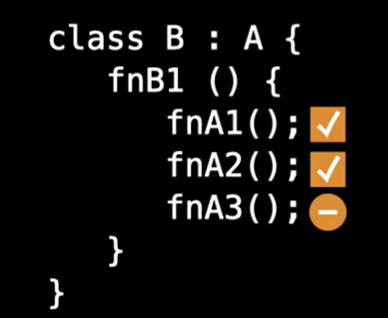 class B : A {
fnB1 () {
fnA1();
fnA2();
fnA3();
}
}